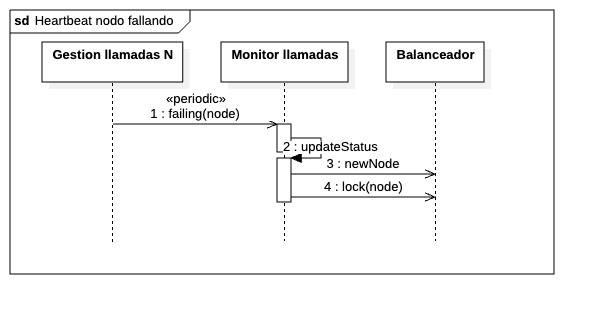 sd Heartbeat nodo fallando
Gestion llamadas N
Monitor llamadas
Balanceador
«periodic»
1 : failing(node)
2 : updateStatus
3 : newNode
4 : lock(node)